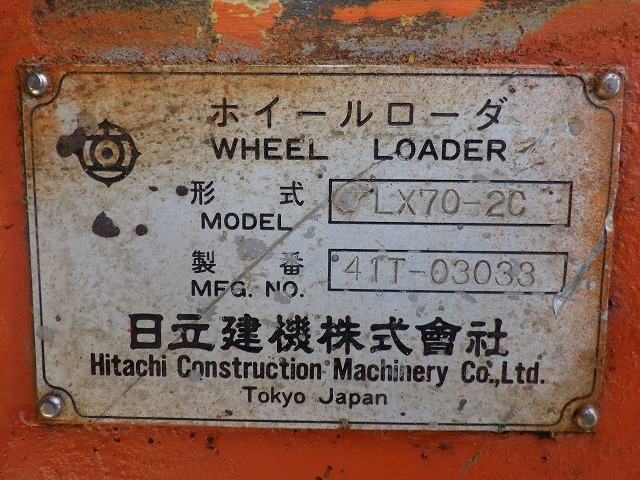 ホイールローダ
WHEEL LOADER
形式 LX70-2C
MODEL
製番 41T-03033
MFG. NO.
日立建機株式會社
Hitachi Construction Machinery Co.,Ltd.
Tokyo Japan